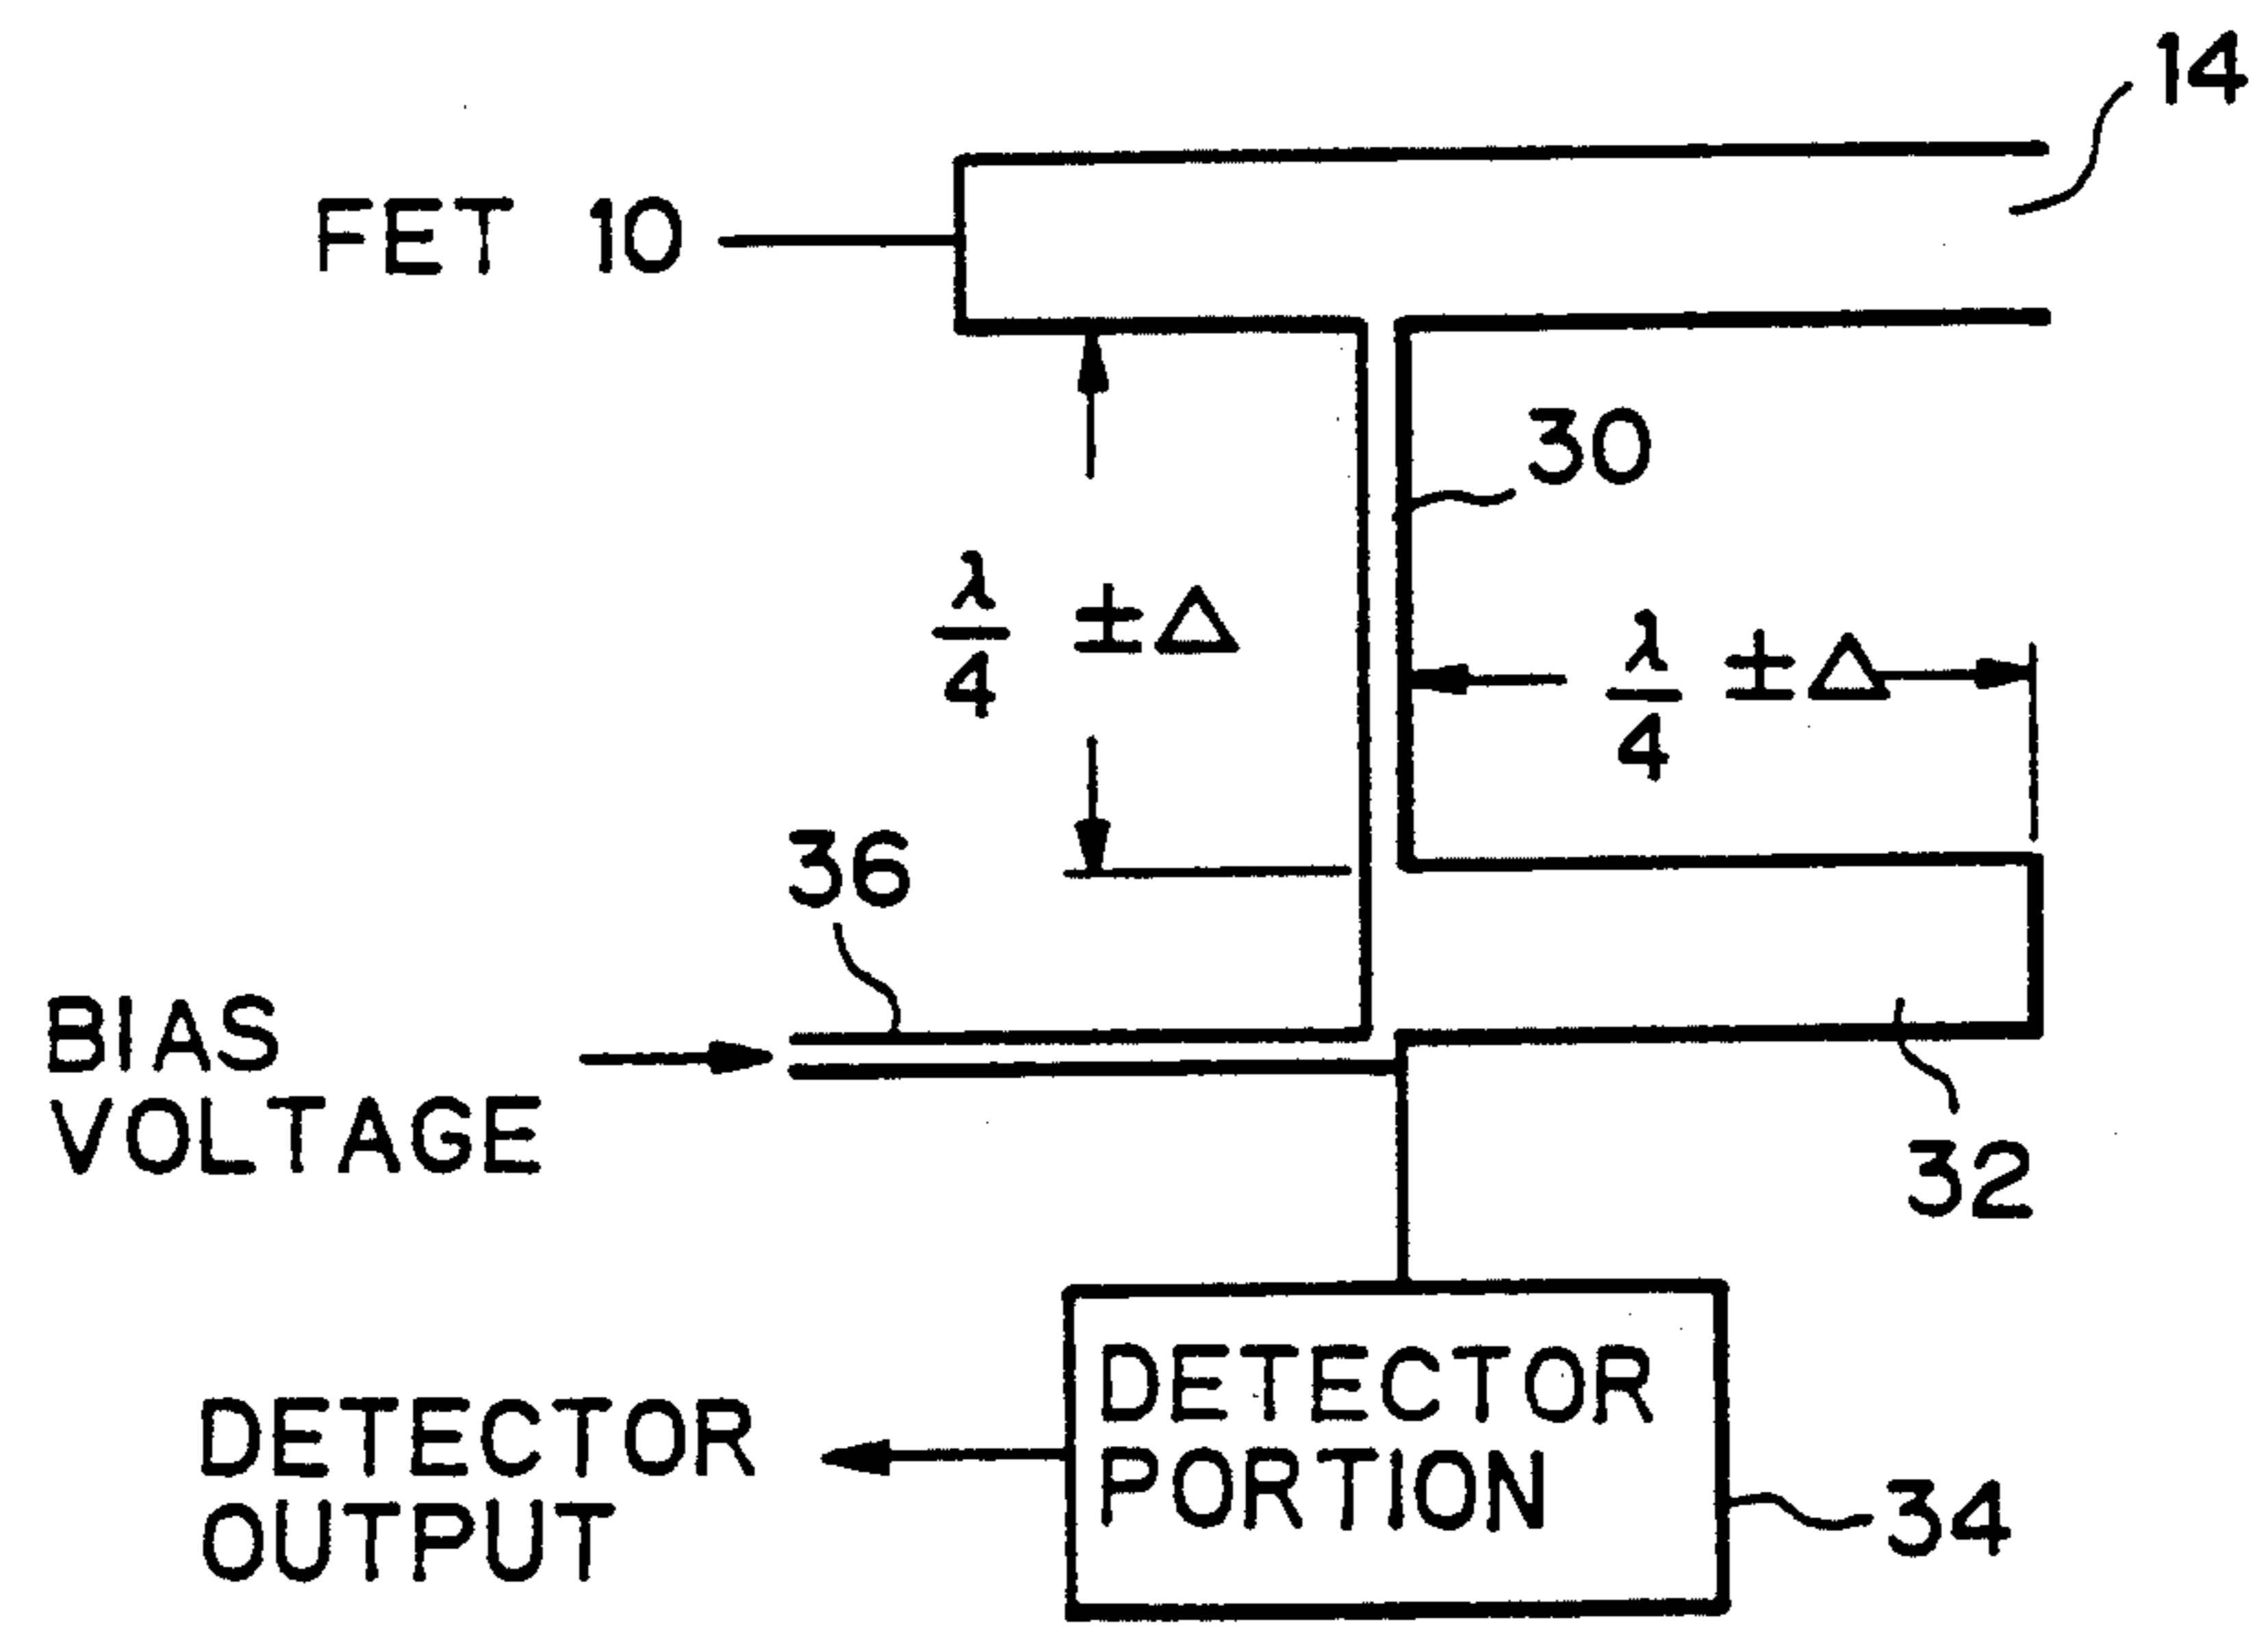 14
FET 10
30
λ/4 ±Δ
λ/4 ±Δ
36
BIAS
VOLTAGE
32
DETECTOR
PORTION
DETECTOR
OUTPUT
34